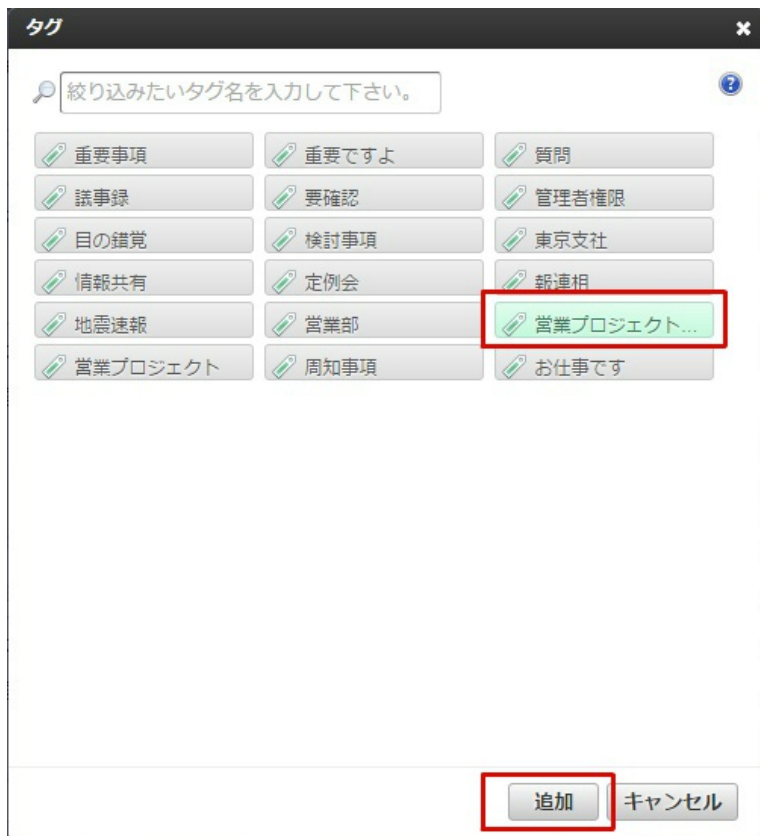 タグ
絞り込みたいタグ名を入力して下さい。
重要事項 重要ですよ 質問
議事録 要確認 管理者権限
目の錯覚 検討事項 東京支社
情報共有 定例会 報連相
地震速報 営業部 営業プロジェクト...
営業プロジェクト 周知事項 お仕事です
追加 キャンセル